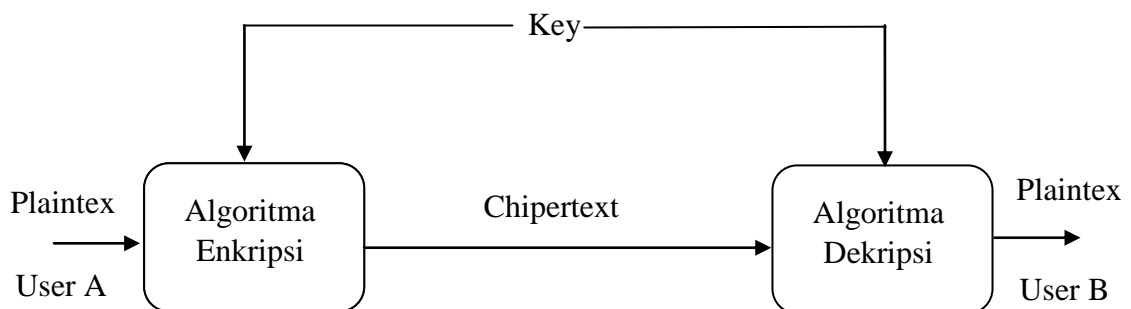 Key
Plaintex
User A
Algoritma
Enkripsi
Chipertext
Algoritma
Dekripsi
Plaintex
User B